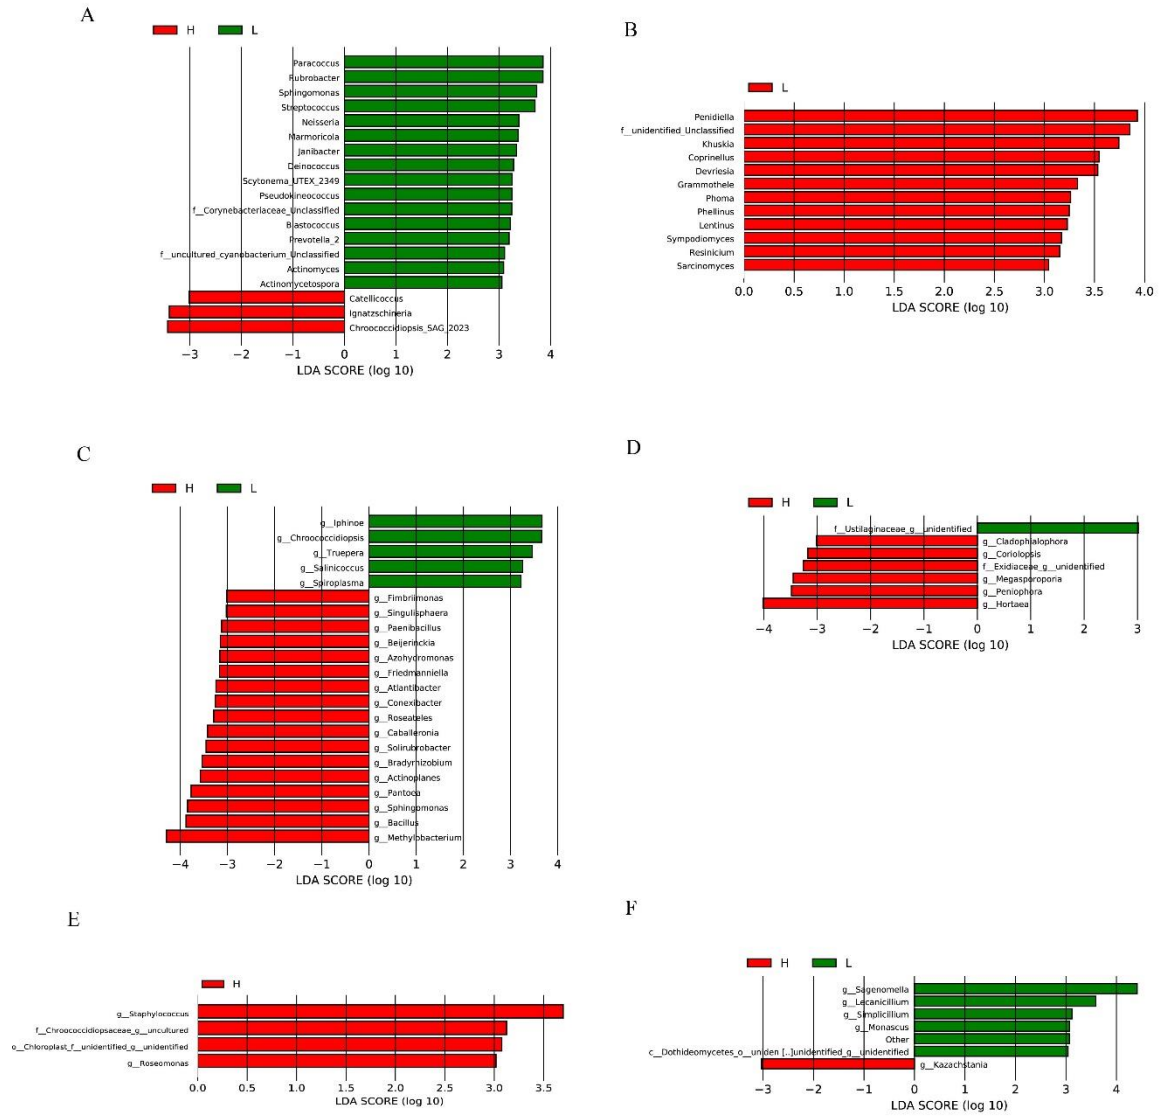 A
H L
Paracoccus
Rubrobacter
Sphingomonas
Streptococcus
Neisseria
Marmoricola
Janibacter
Deinococcus
Scytonema_UTEX_2349
Pseudokineococcus
f__Corynebacteriaceae_Unclassified
Blastococcus
Prevotella_2
f__uncultured_cyanobacterium_Unclassified
Actinomyces
Actinomycetospora
Catellicoccus
Ignatzschineria
Chroococcidiopsis_SAG_2023
−3 −2 −1 0 1 2 3 4
LDA SCORE (log 10)
B
L
Penidiella
f__unidentified_Unclassified
Khuskia
Coprinellus
Devriesia
Grammothele
Phoma
Phellinus
Lentinus
Sympodiomyces
Resinicium
Sarcinomyces
0.0 0.5 1.0 1.5 2.0 2.5 3.0 3.5 4.0
LDA SCORE (log 10)
C
H L
g__Iphinoe
g__Chroococcidiopsis
g__Truepera
g__Salinicoccus
g__Spiroplasma
g__Fimbriimonas
g__Singulisphaera
g__Paenibacillus
g__Beijerinckia
g__Azohydromonas
g__Friedmanniella
g__Atlantibacter
g__Conexibacter
g__Roseateles
g__Caballeronia
g__Solirubrobacter
g__Bradyrhizobium
g__Actinoplanes
g__Pantoea
g__Sphingomonas
g__Bacillus
g__Methylobacterium
−4 −3 −2 −1 0 1 2 3 4
LDA SCORE (log 10)
D
H L
f__Ustilaginaceae_g__unidentified
g__Cladophialophora
g__Coriolopsis
f__Exidiaceae_g__unidentified
g__Megasporoporia
g__Peniophora
g__Hortaea
−4 −3 −2 −1 0 1 2 3
LDA SCORE (log 10)
E
H
g__Staphylococcus
f__Chroococcidiopsaceae_g__uncultured
o__Chloroplast_f__unidentified_g__unidentified
g__Roseomonas
0.0 0.5 1.0 1.5 2.0 2.5 3.0 3.5
LDA SCORE (log 10)
F
H L
g__Sagenomella
g__Lecanicillium
g__Simplicillium
g__Monascus
Other
c__Dothideomycetes_o__uniden [..]unidentified_g__unidentified
g__Kazachstania
−3 −2 −1 0 1 2 3 4
LDA SCORE (log 10)